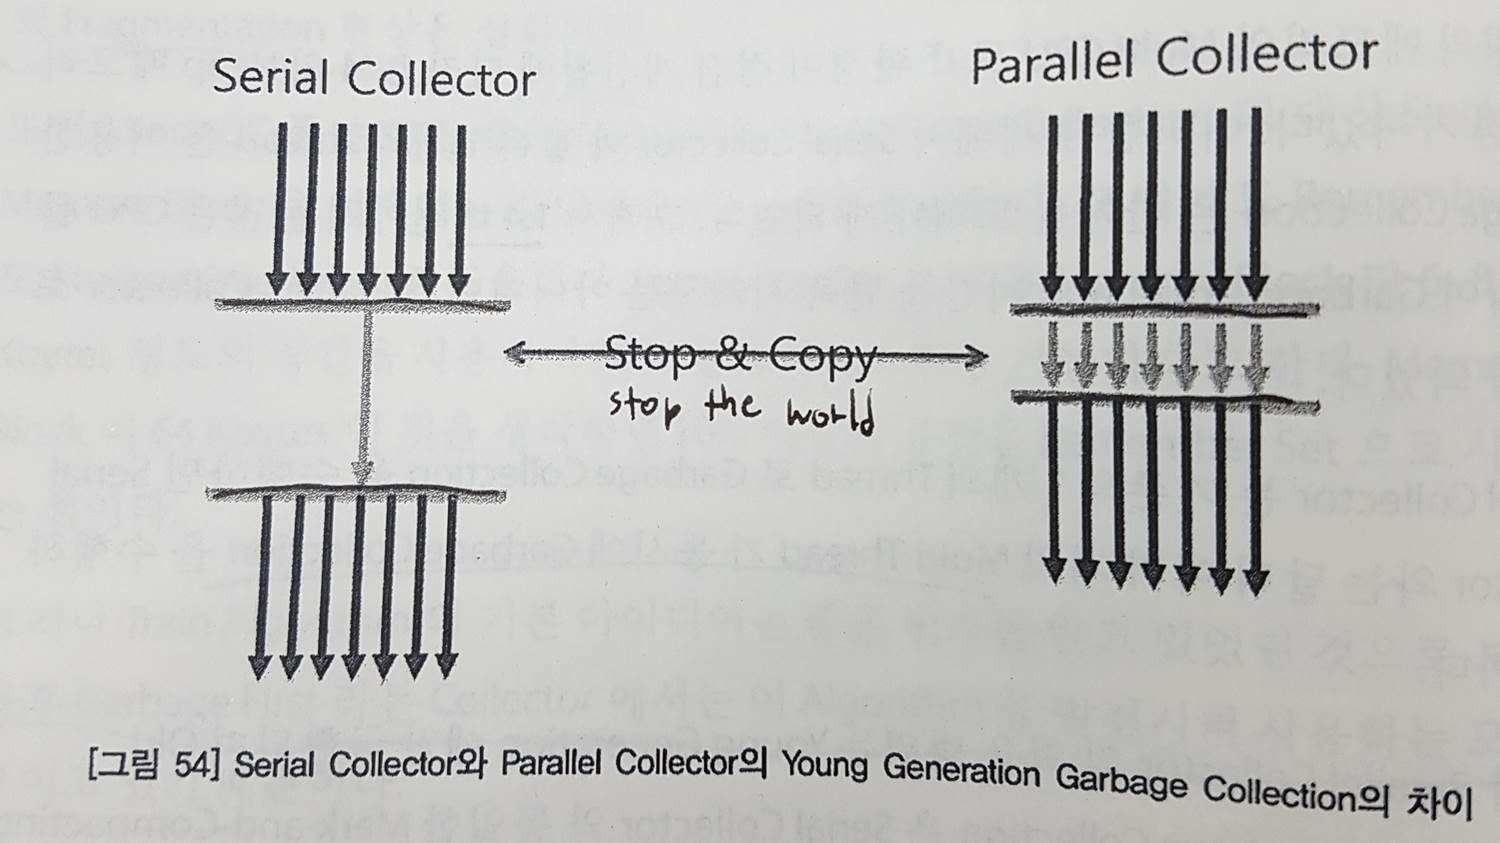 Serial Collector
Parallel Collector
Stop & Copy
stop the world
[그림 54] Serial Collector와 Parallel Collector의 Young Generation Garbage Collection의 차이